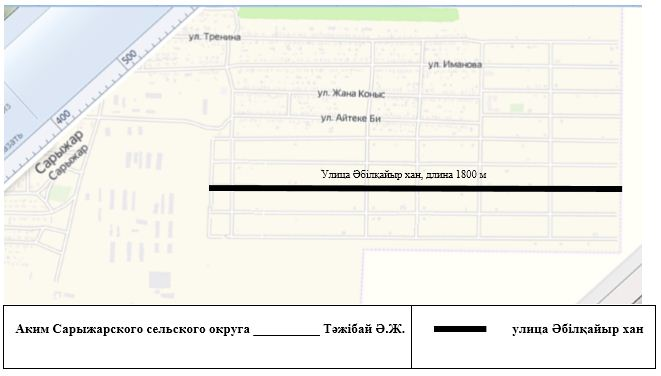 ул. Тренина
500
ул. Иманова
ул. Жана Коныс
400
ул. Айтеке Би
Сарыжар
Сарыжар
Улица Әбілқайыр хан, длина 1800 м
Аким Сарыжарского сельского округа __________ Тәжібай Ә.Ж.
улица Әбілқайыр хан